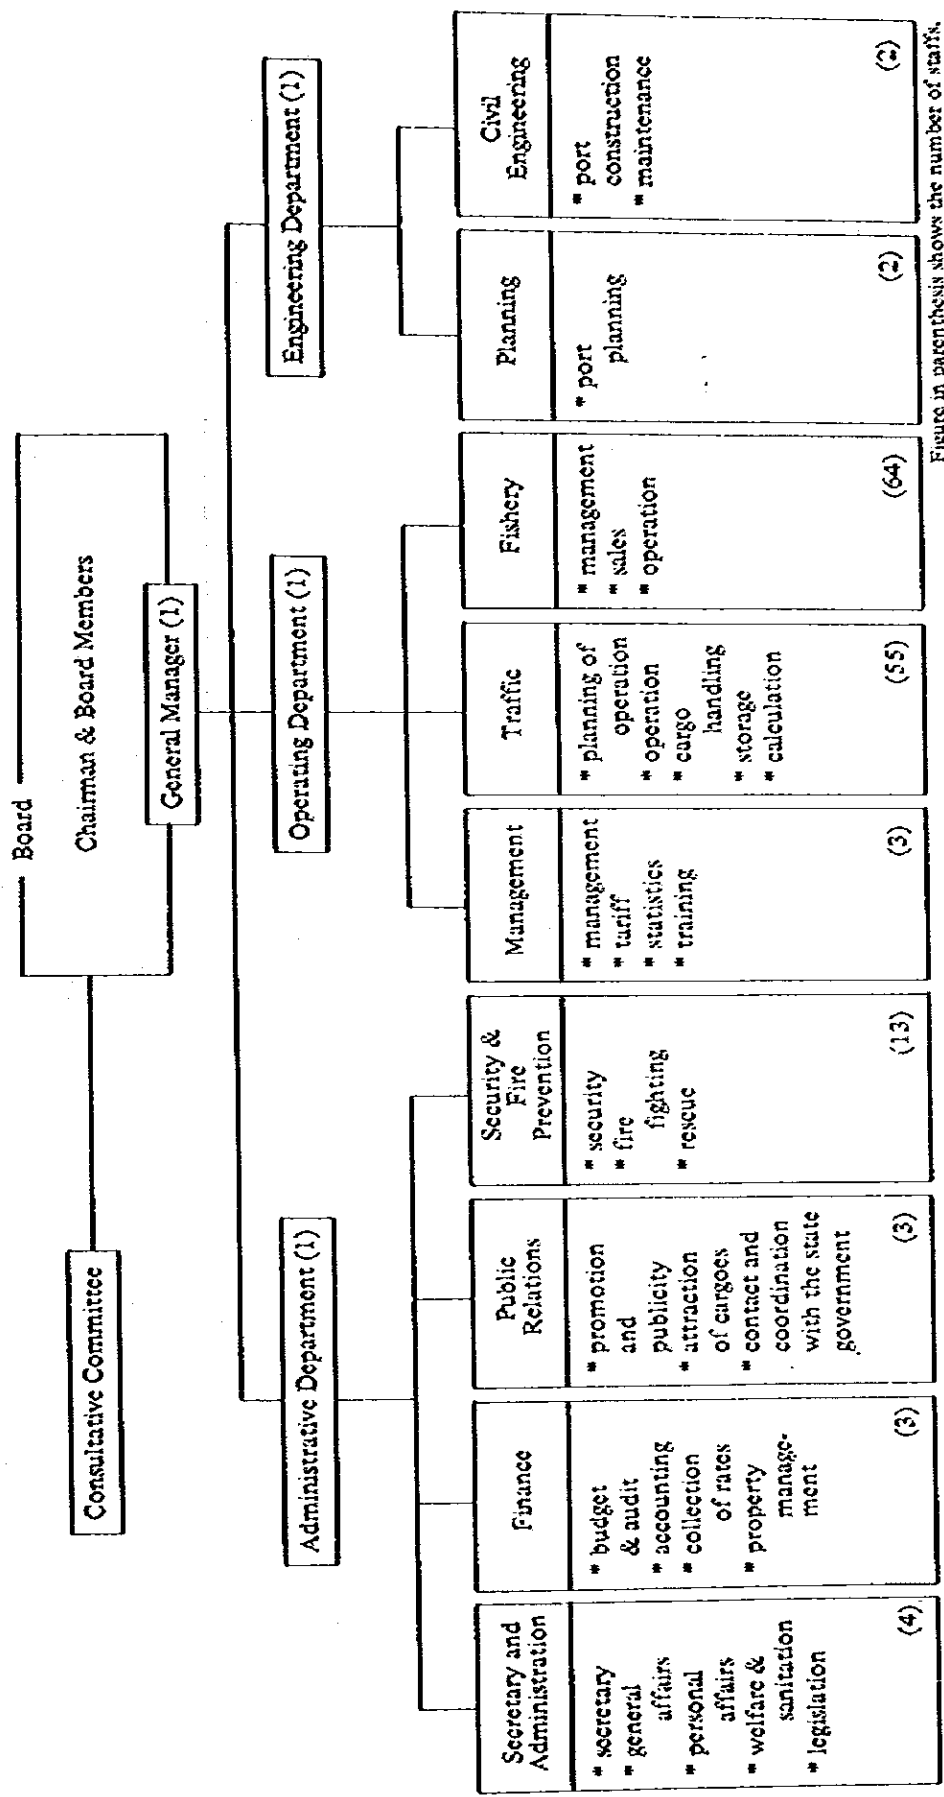 Board
Chairman & Board Members
General Manager (1)
Consultative Committee
Administrative Department (1)
Operating Department (1)
Engineering Department (1)
Secretary and
Administration
* secretary
* general
affairs
* personal
affairs
* welfare &
sanitation
* legislation
(4)
Finance
* budget
& audit
* accounting
* collection
of rates
* property
manage-
ment
(3)
Public
Relations
* promotion
and
publicity
* attraction
of cargoes
* contact and
coordination
with the state
government
(3)
Security &
Fire
Prevention
* security
* fire
fighting
* rescue
(13)
Management
* management
* tariff
* statistics
* training
(3)
Traffic
* planning of
operation
* operation
* cargo
handling
* storage
* calculation
(55)
Fishery
* management
* sales
* operation
(64)
Planning
* port
planning
(2)
Civil
Engineering
* port
construction
* maintenance
(2)
Figure in parenthesis shows the number of staffs.